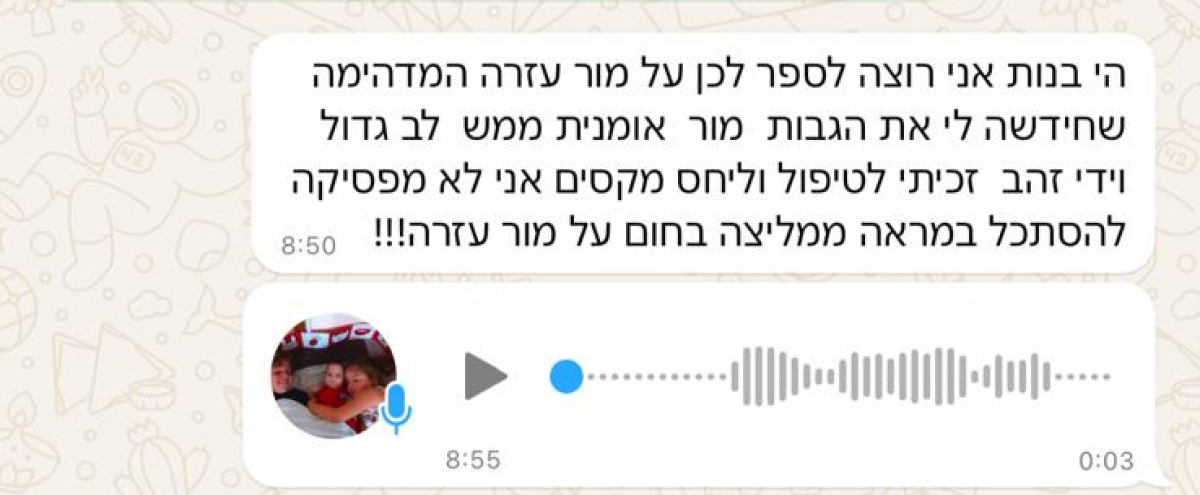 הי בנות אני רוצה לספר לכן על מור עזרה המדהימה
שחידשה לי את הגבות  מור  אומנית ממש  לב גדול
וידי זהב  זכיתי לטיפול וליחס מקסים אני לא מפסיקה
להסתכל במראה ממליצה בחום על מור עזרה!!!
8:50
8:55
0:03